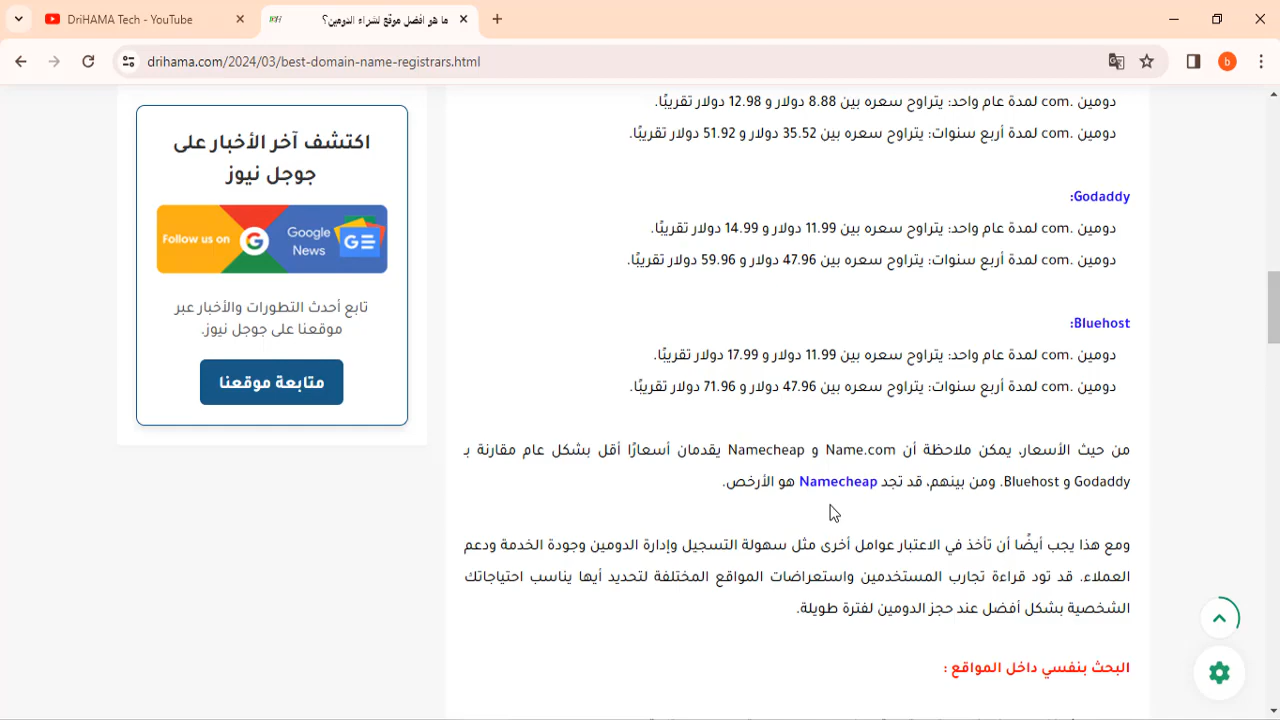 DriHAMA Tech - YouTube
ما هو افضل موقع لشراء الدومين؟
drihama.com/2024/03/best-domain-name-registrars.html
b
دومين .com لمدة عام واحد: يتراوح سعره بين 8.88 دولار و 12.98 دولار تقريبًا.
دومين .com لمدة أربع سنوات: يتراوح سعره بين 35.52 دولار و 51.92 دولار تقريبًا.
Godaddy:
دومين .com لمدة عام واحد: يتراوح سعره بين 11.99 دولار و 14.99 دولار تقريبًا.
دومين .com لمدة أربع سنوات: يتراوح سعره بين 47.96 دولار و 59.96 دولار تقريبًا.
Bluehost:
دومين .com لمدة عام واحد: يتراوح سعره بين 11.99 دولار و 17.99 دولار تقريبًا.
دومين .com لمدة أربع سنوات: يتراوح سعره بين 47.96 دولار و 71.96 دولار تقريبًا.
من حيث الأسعار، يمكن ملاحظة أن Name.com و Namecheap يقدمان أسعارًا أقل بشكل عام مقارنة بـ
Godaddy و Bluehost. ومن بينهم، قد تجد Namecheap هو الأرخص.
ومع هذا يجب أيضًا أن تأخذ في الاعتبار عوامل أخرى مثل سهولة التسجيل وإدارة الدومين وجودة الخدمة ودعم
العملاء. قد تود قراءة تجارب المستخدمين واستعراضات المواقع المختلفة لتحديد أيها يناسب احتياجاتك
الشخصية بشكل أفضل عند حجز الدومين لفترة طويلة.
البحث بنفسي داخل المواقع :
اكتشف آخر الأخبار على
جوجل نيوز
Follow us on G Google
News
تابع أحدث التطورات والأخبار عبر
موقعنا على جوجل نيوز.
متابعة موقعنا